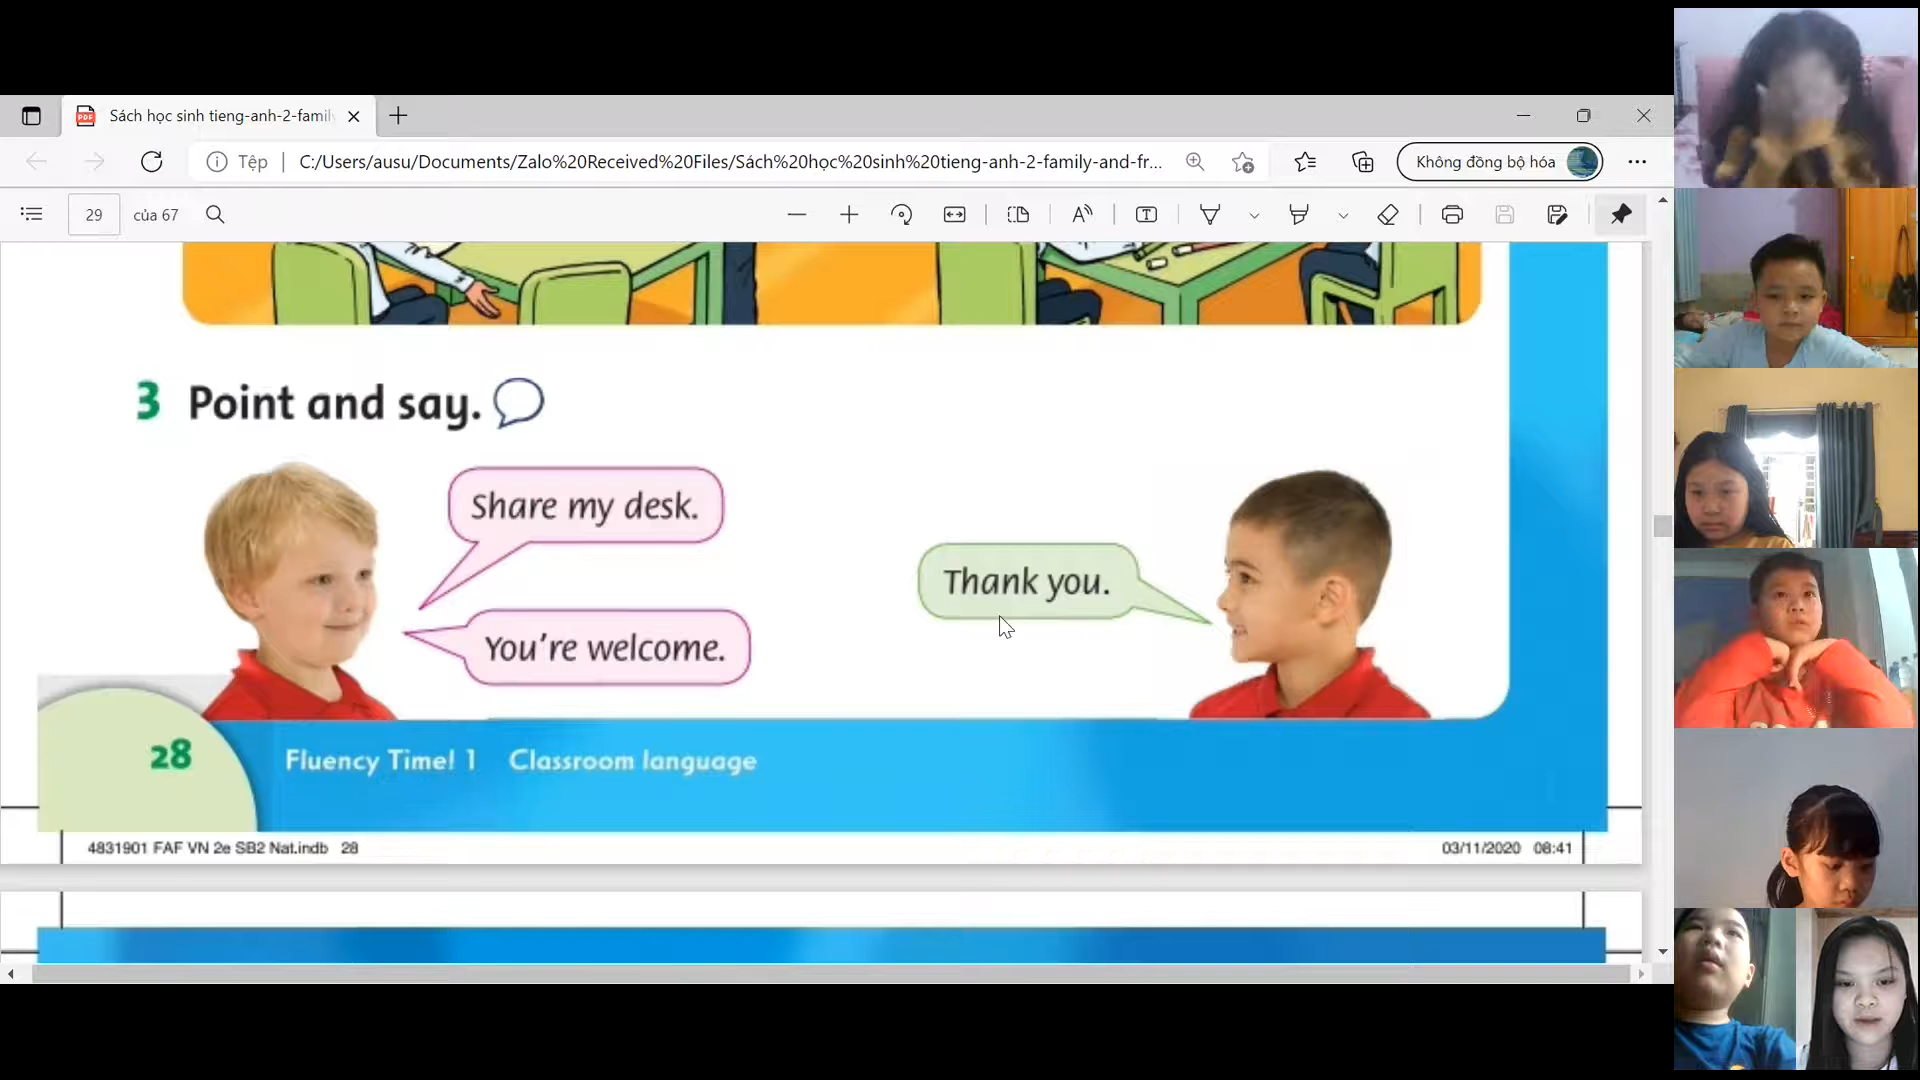 Sách học sinh tieng-anh-2-famil
Tệp
C:/Users/ausu/Documents/Zalo%20Received%20Files/Sách%20học%20sinh%20tieng-anh-2-family-and-fr...
Không đồng bộ hóa
29 của 67
3 Point and say.
Share my desk.
Thank you.
You're welcome.
28 Fluency Time! 1 Classroom language
4831901 FAF VN 2e SB2 Nat.indb 28 03/11/2020 08:41